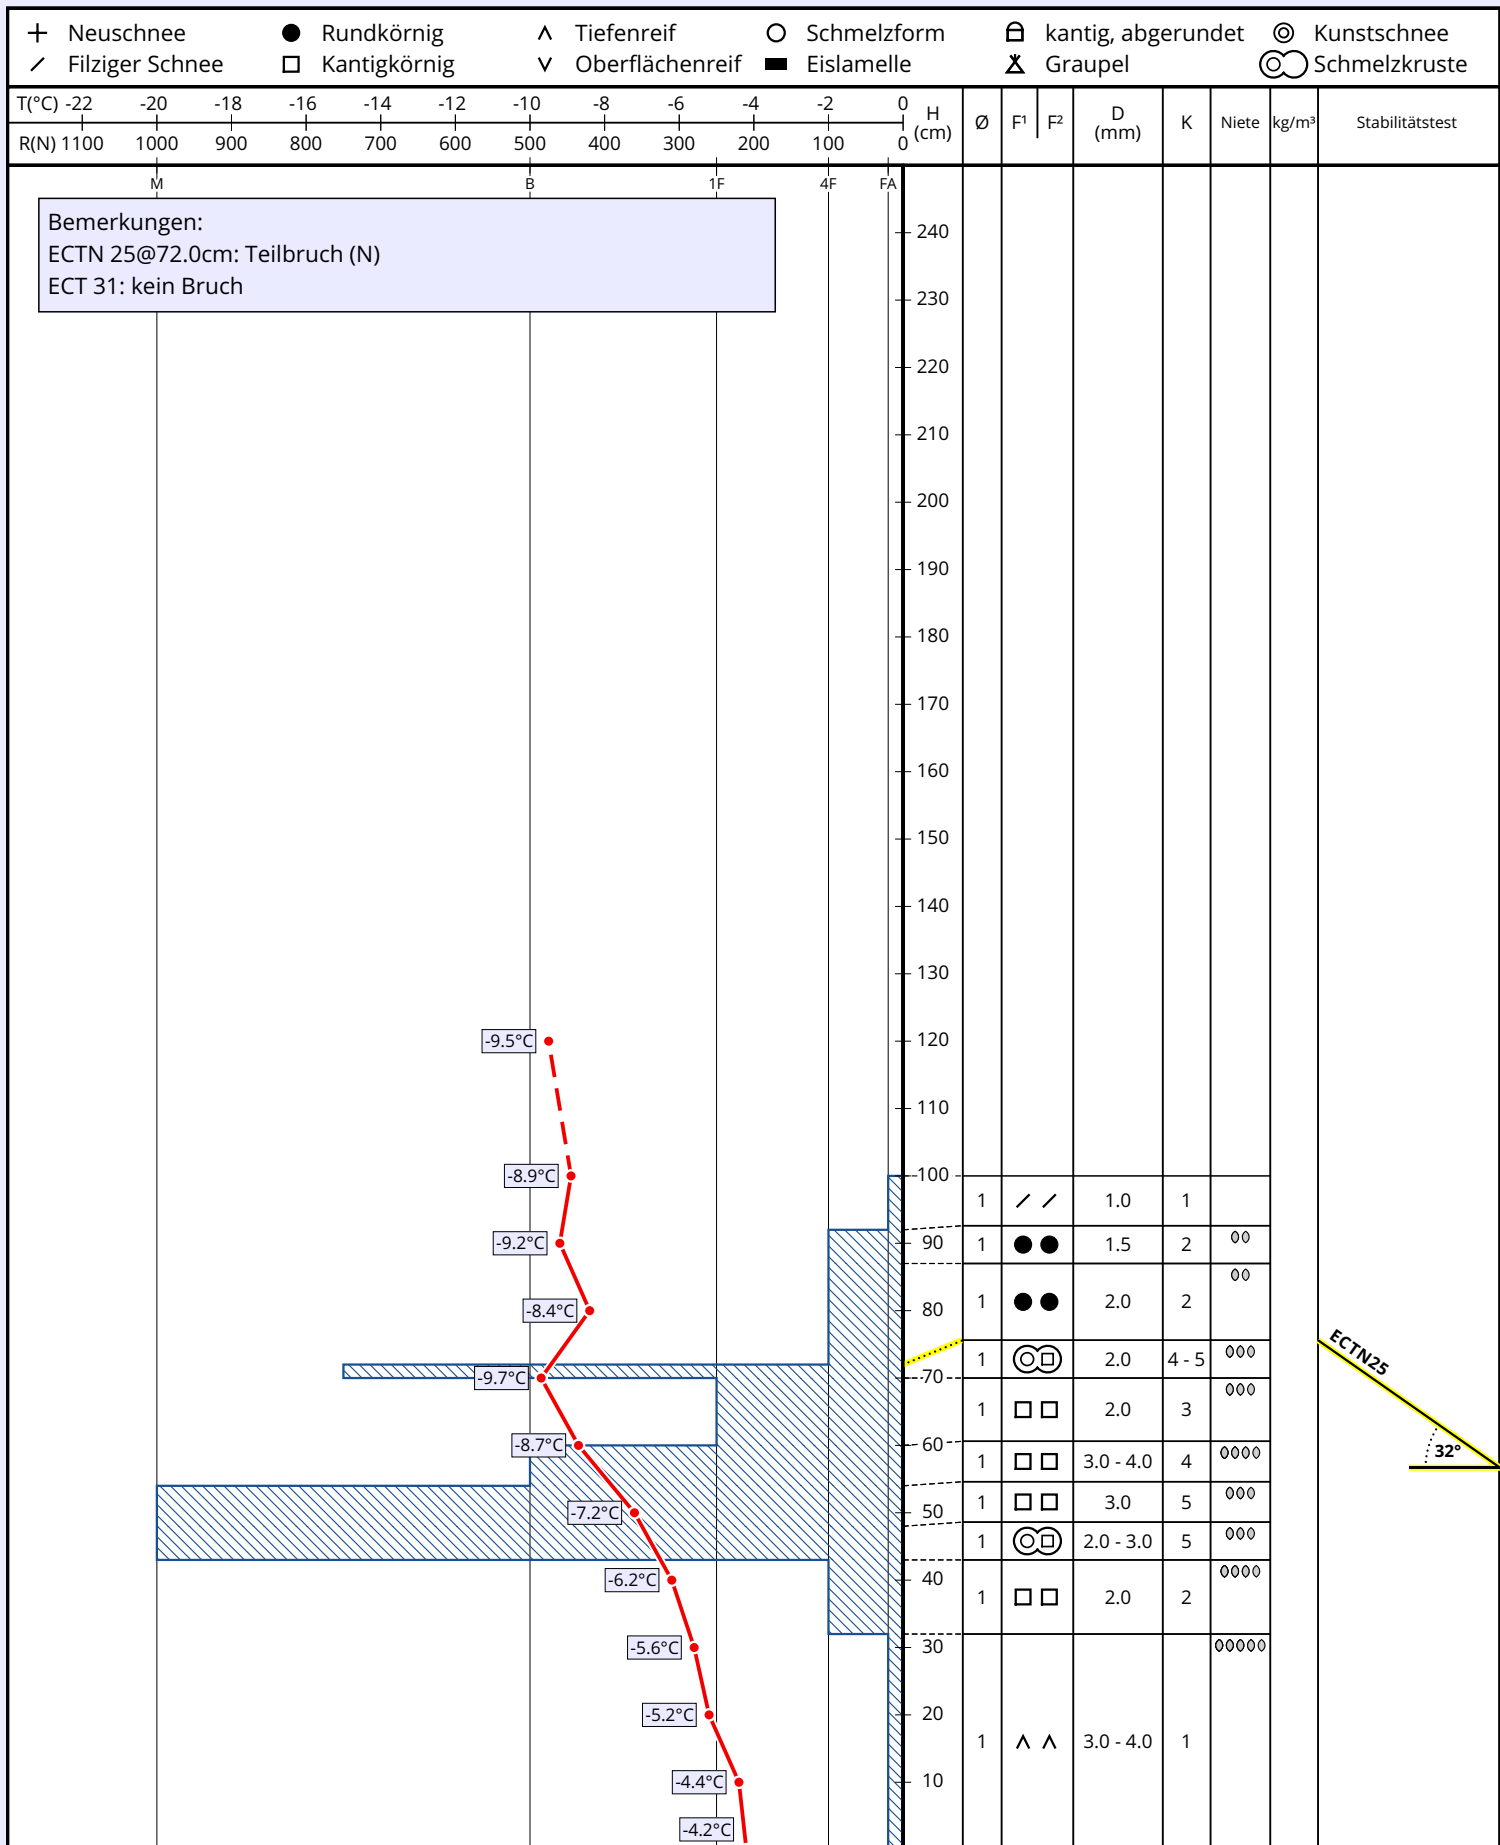 Neuschnee Rundkörnig Tiefenreif Schmelzform kantig, abgerundet Kunstschnee
Filziger Schnee Kantigkörnig Oberflächenreif Eislamelle Graupel Schmelzkruste
T(°C) -22 -20 -18 -16 -14 -12 -10 -8 -6 -4 -2 0
R(N) 1100 1000 900 800 700 600 500 400 300 200 100 0
H (cm) Ø F¹ F² D (mm) K Niete kg/m³ Stabilitätstest
M B 1F 4F FA
Bemerkungen:
ECTN 25@72.0cm: Teilbruch (N)
ECT 31: kein Bruch
240
230
220
210
200
190
180
170
160
150
140
130
-9.5°C 120
110
-8.9°C 100
1 1.0 1
-9.2°C 90 1 1.5 2
-8.4°C 80 1 2.0 2
ECTN25
1 2.0 4 - 5
-9.7°C 70
1 2.0 3
-8.7°C 60
32°
1 3.0 - 4.0 4
-7.2°C 50 1 3.0 5
1 2.0 - 3.0 5
-6.2°C 40
1 2.0 2
-5.6°C 30
-5.2°C 20
1 3.0 - 4.0 1
-4.4°C 10
-4.2°C